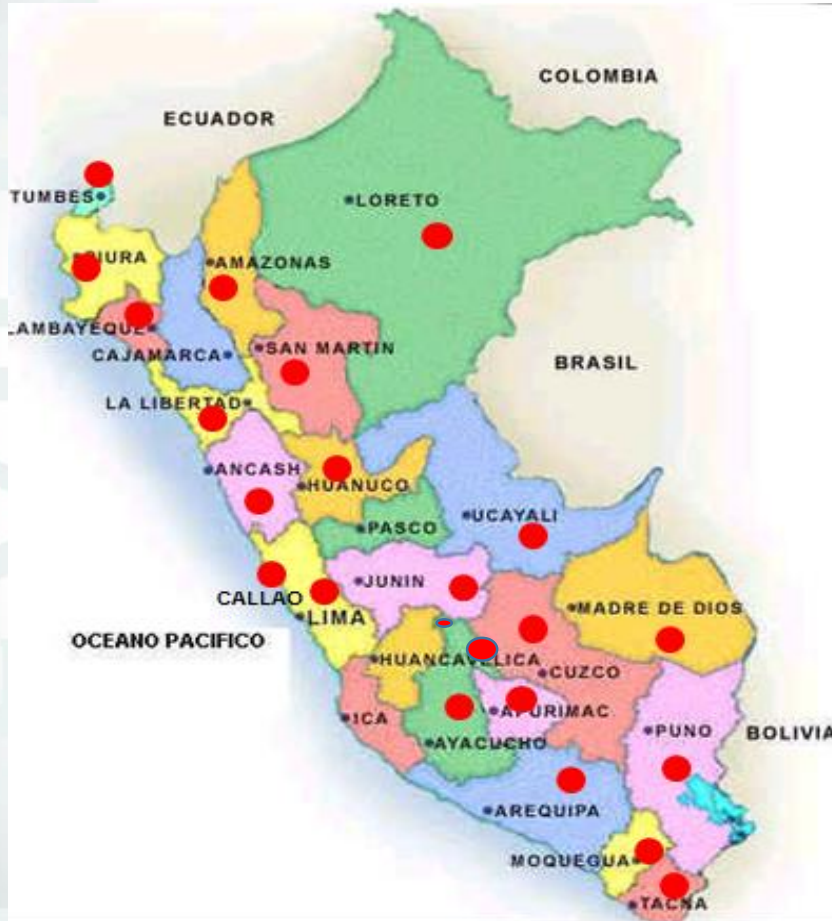 COLOMBIA
ECUADOR
TUMBES
LORETO
AMAZONAS
LAMBAYEQUE
CAJAMARCA
SAN MARTIN
BRASIL
LA LIBERTAD
ANCASH
HUANUCO
UCAYALI
PASCO
JUNIN
CALLAO
LIMA
MADRE DE DIOS
OCEANO PACIFICO
HUANCAVELICA
CUZCO
ICA
APURIMAC
PUNO
BOLIVIA
AYACUCHO
AREQUIPA
MOQUEGUA
TACNA